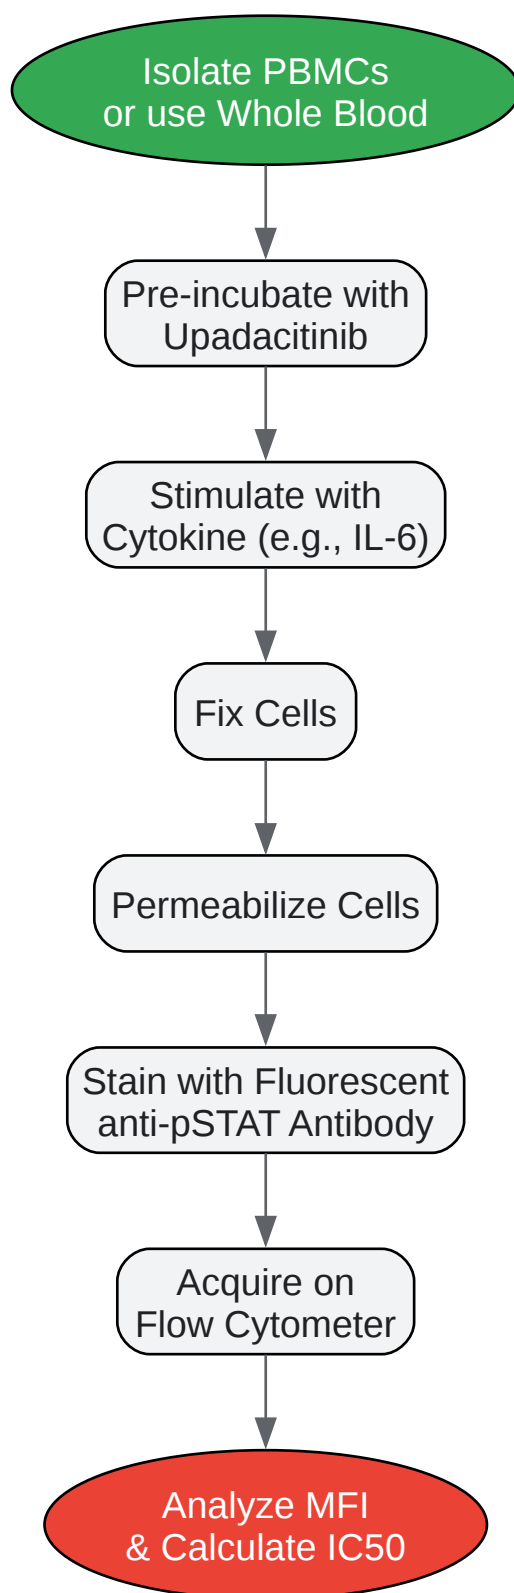 Isolate PBMCs
or use Whole Blood
Pre-incubate with
Upadacitinib
Stimulate with
Cytokine (e.g., IL-6)
Fix Cells
Permeabilize Cells
Stain with Fluorescent
anti-pSTAT Antibody
Acquire on
Flow Cytometer
Analyze MFI
& Calculate IC50